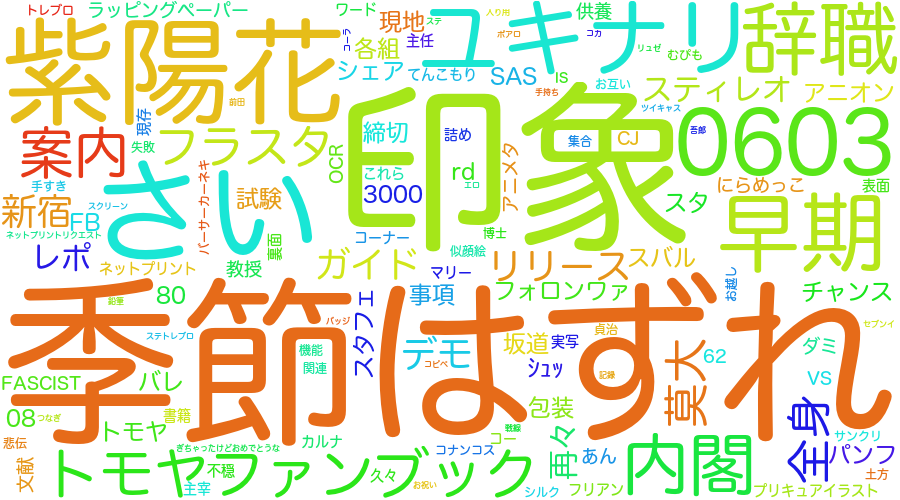 トレブロ
ラッピングペーパー
ワード
現地
ステ
ユキナリ
入り用
供養
辞職
紫陽花
コーラ
主任
各組
ポアロ
コカ
リュゼ
むぴも
シェア
てんこもり
SAS
IS
お互い
スティレオ
アニオン
前田
手持ち
ツイキャス
現存
案内
フラスタ
締切
詰め
印象
集合
CJ
吾郎
0603
失敗
OCR
これら
rd
アニメタ
にらめっこ
手すき
バーサーカーネキ
試験
3000
エロ
スタ
表面
早期
新宿
スクリーン
FB
さい
博士
ネットプリントリクエスト
裏面
コーナー
似顔絵
レポ
ネットプリント
教授
ガイド
マリー
リリース
スバル
お越し
80
事項
フォロンワァ
チャンス
鉛筆
季節はずれ
ステトレブロ
バッジ
スタフェ
坂道
実写
貞治
セブンイ
機能
関連
デモ
コピペ
ｼｭｯ
62
ダミ
FASCIST
バレ
記録
莫大
VS
08
つなぎ
書籍
包装
全身
トモヤ
カルナ
戦線
コー
サンクリ
悲伝
ぎちゃったけどおめでとうな
コナンコス
再々
あん
内閣
パンフ
文献
トモヤファンブック
不穏
久々
土方
主宰
お祝い
シルク
フリアン
プリキュアイラスト